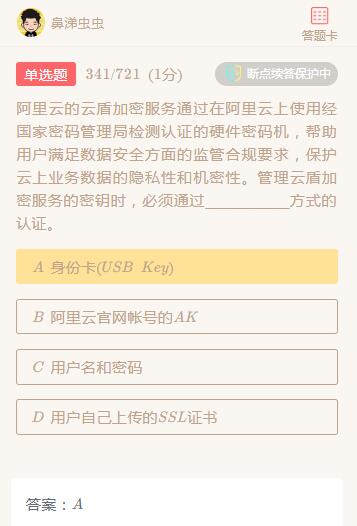 鼻涕虫虫
答题卡
单选题 341/721 (1分) 断点续答保护中
阿里云的云盾加密服务通过在阿里云上使用经
国家密码管理局检测认证的硬件密码机，帮助
用户满足数据安全方面的监管合规要求，保护
云上业务数据的隐私性和机密性。管理云盾加
密服务的密钥时，必须通过____________方式的
认证。
A 身份卡(USB Key)
B 阿里云官网帐号的AK
C 用户名和密码
D 用户自己上传的SSL证书
答案：A